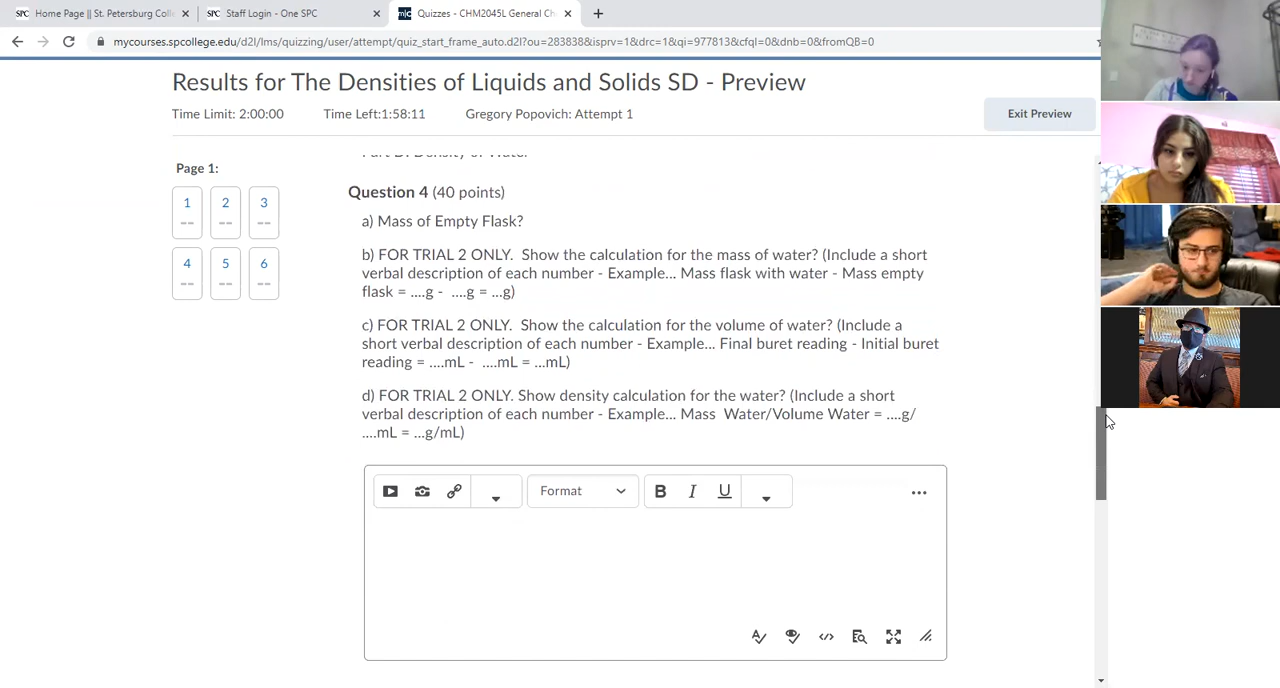 Home Page || St. Petersburg Coll
Staff Login - One SPC
Quizzes - CHM2045L General Ch
mycourses.spcollege.edu/d2l/lms/quizzing/user/attempt/quiz_start_frame_auto.d2l?ou=283838&isprv=1&drc=1&qi=977813&cfql=0&dnb=0&fromQB=0
Results for The Densities of Liquids and Solids SD - Preview
Time Limit: 2:00:00 Time Left:1:58:11 Gregory Popovich: Attempt 1
Exit Preview
Page 1:
1 2 3
-- -- --
4 5 6
-- -- --
Part B: Density of Water
Question 4 (40 points)
a) Mass of Empty Flask?
b) FOR TRIAL 2 ONLY. Show the calculation for the mass of water? (Include a short
verbal description of each number - Example... Mass flask with water - Mass empty
flask = ....g - ....g = ...g)
c) FOR TRIAL 2 ONLY. Show the calculation for the volume of water? (Include a
short verbal description of each number - Example... Final buret reading - Initial buret
reading = ....mL - ....mL = ...mL)
d) FOR TRIAL 2 ONLY. Show density calculation for the water? (Include a short
verbal description of each number - Example... Mass Water/Volume Water = ....g/
....mL = ...g/mL)
Format
B I U